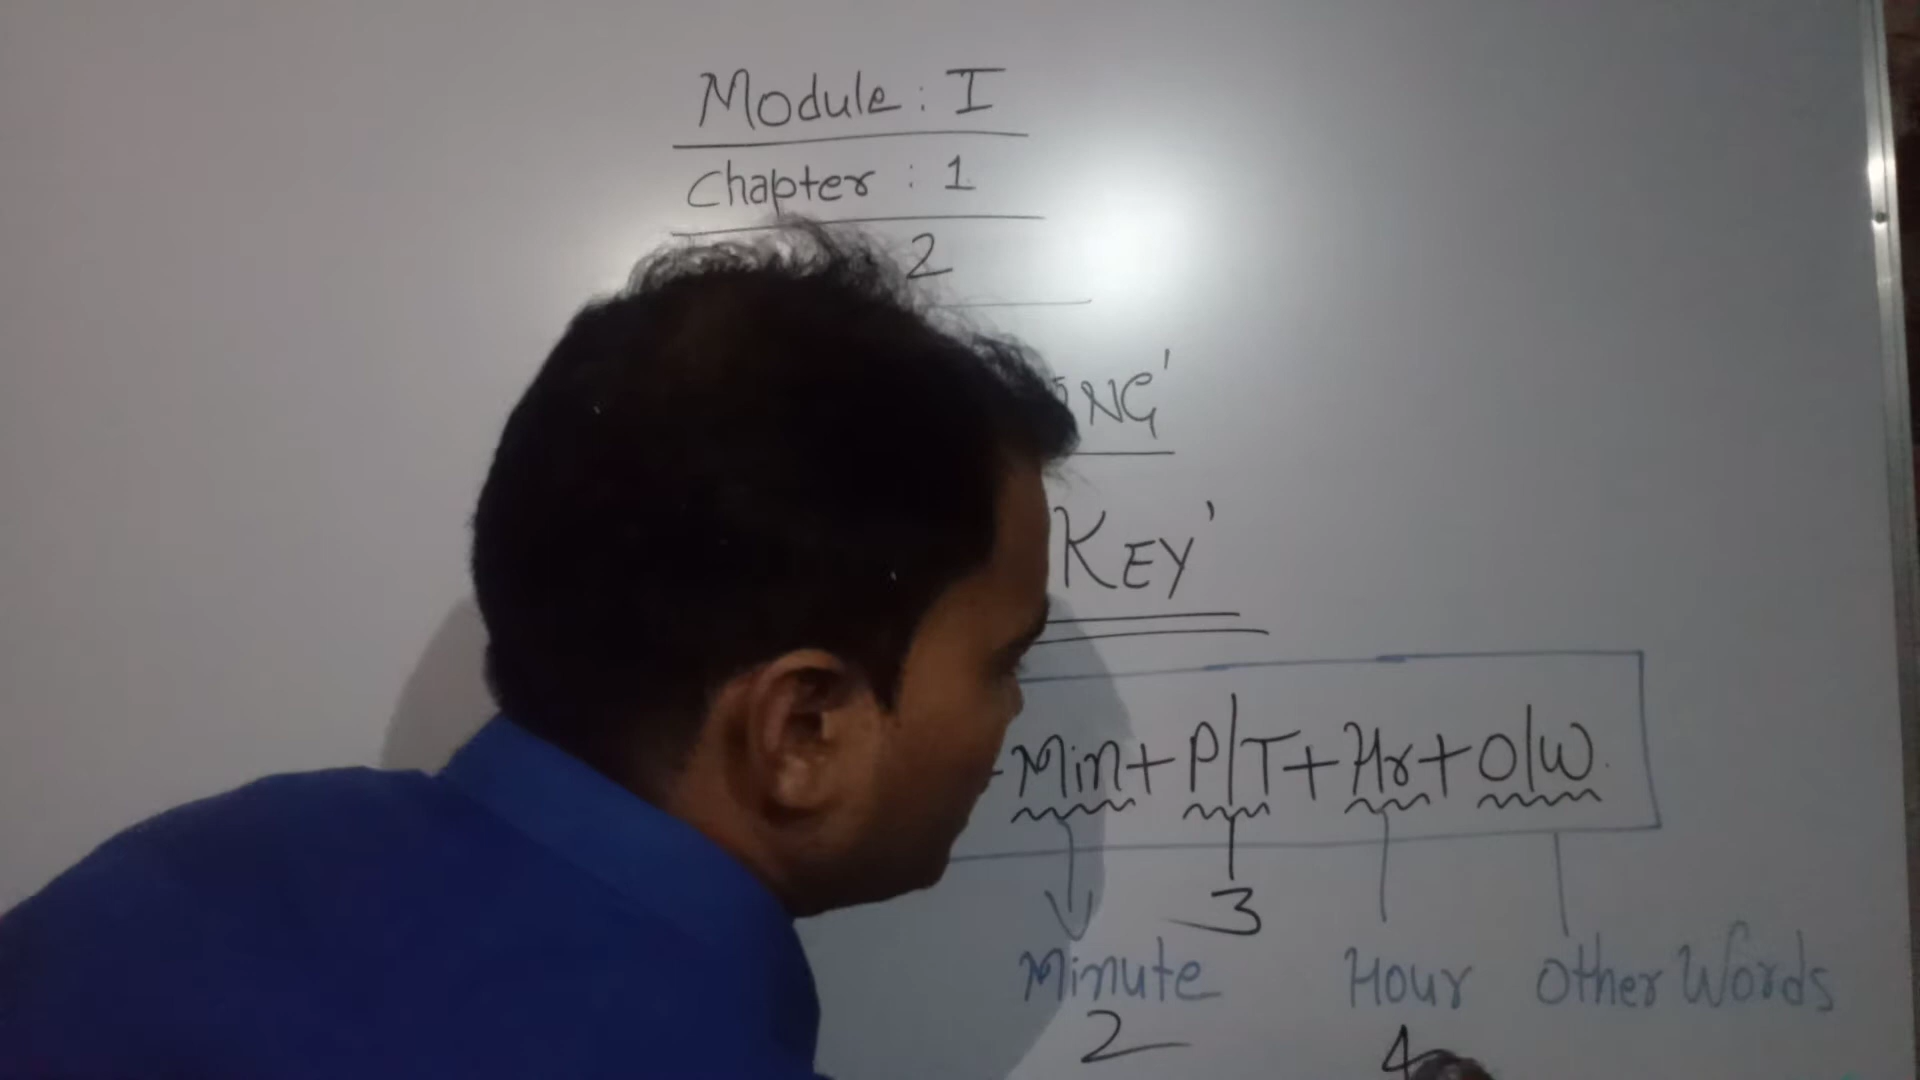 Module : I
Chapter : 1
2
NG'
KEY'
Min + P/T + Hr + O/W.
3
Minute Hour Other Words
2 4